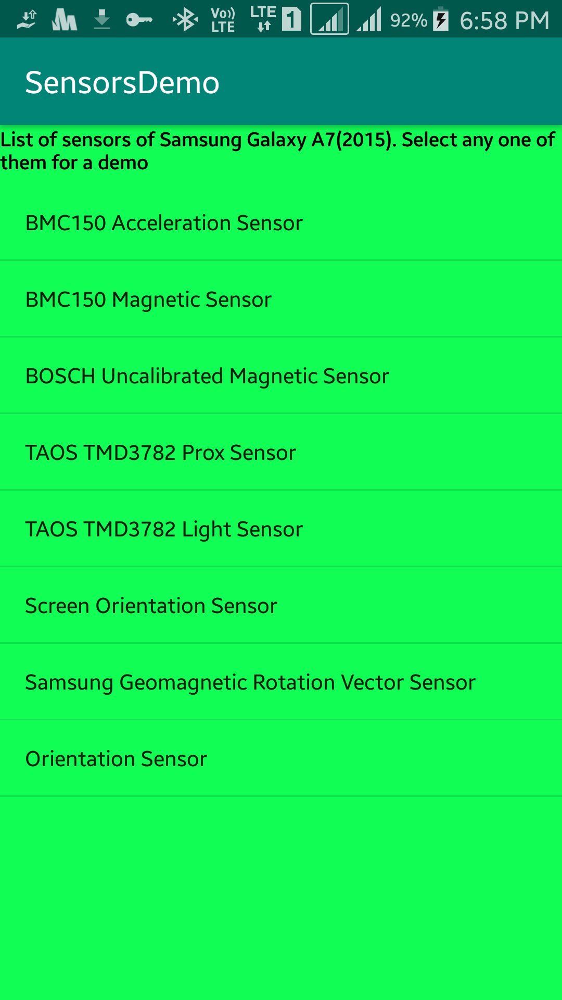 Vo)) LTE LTE 1 92% 6:58 PM
SensorsDemo
List of sensors of Samsung Galaxy A7(2015). Select any one of
them for a demo
BMC150 Acceleration Sensor
BMC150 Magnetic Sensor
BOSCH Uncalibrated Magnetic Sensor
TAOS TMD3782 Prox Sensor
TAOS TMD3782 Light Sensor
Screen Orientation Sensor
Samsung Geomagnetic Rotation Vector Sensor
Orientation Sensor